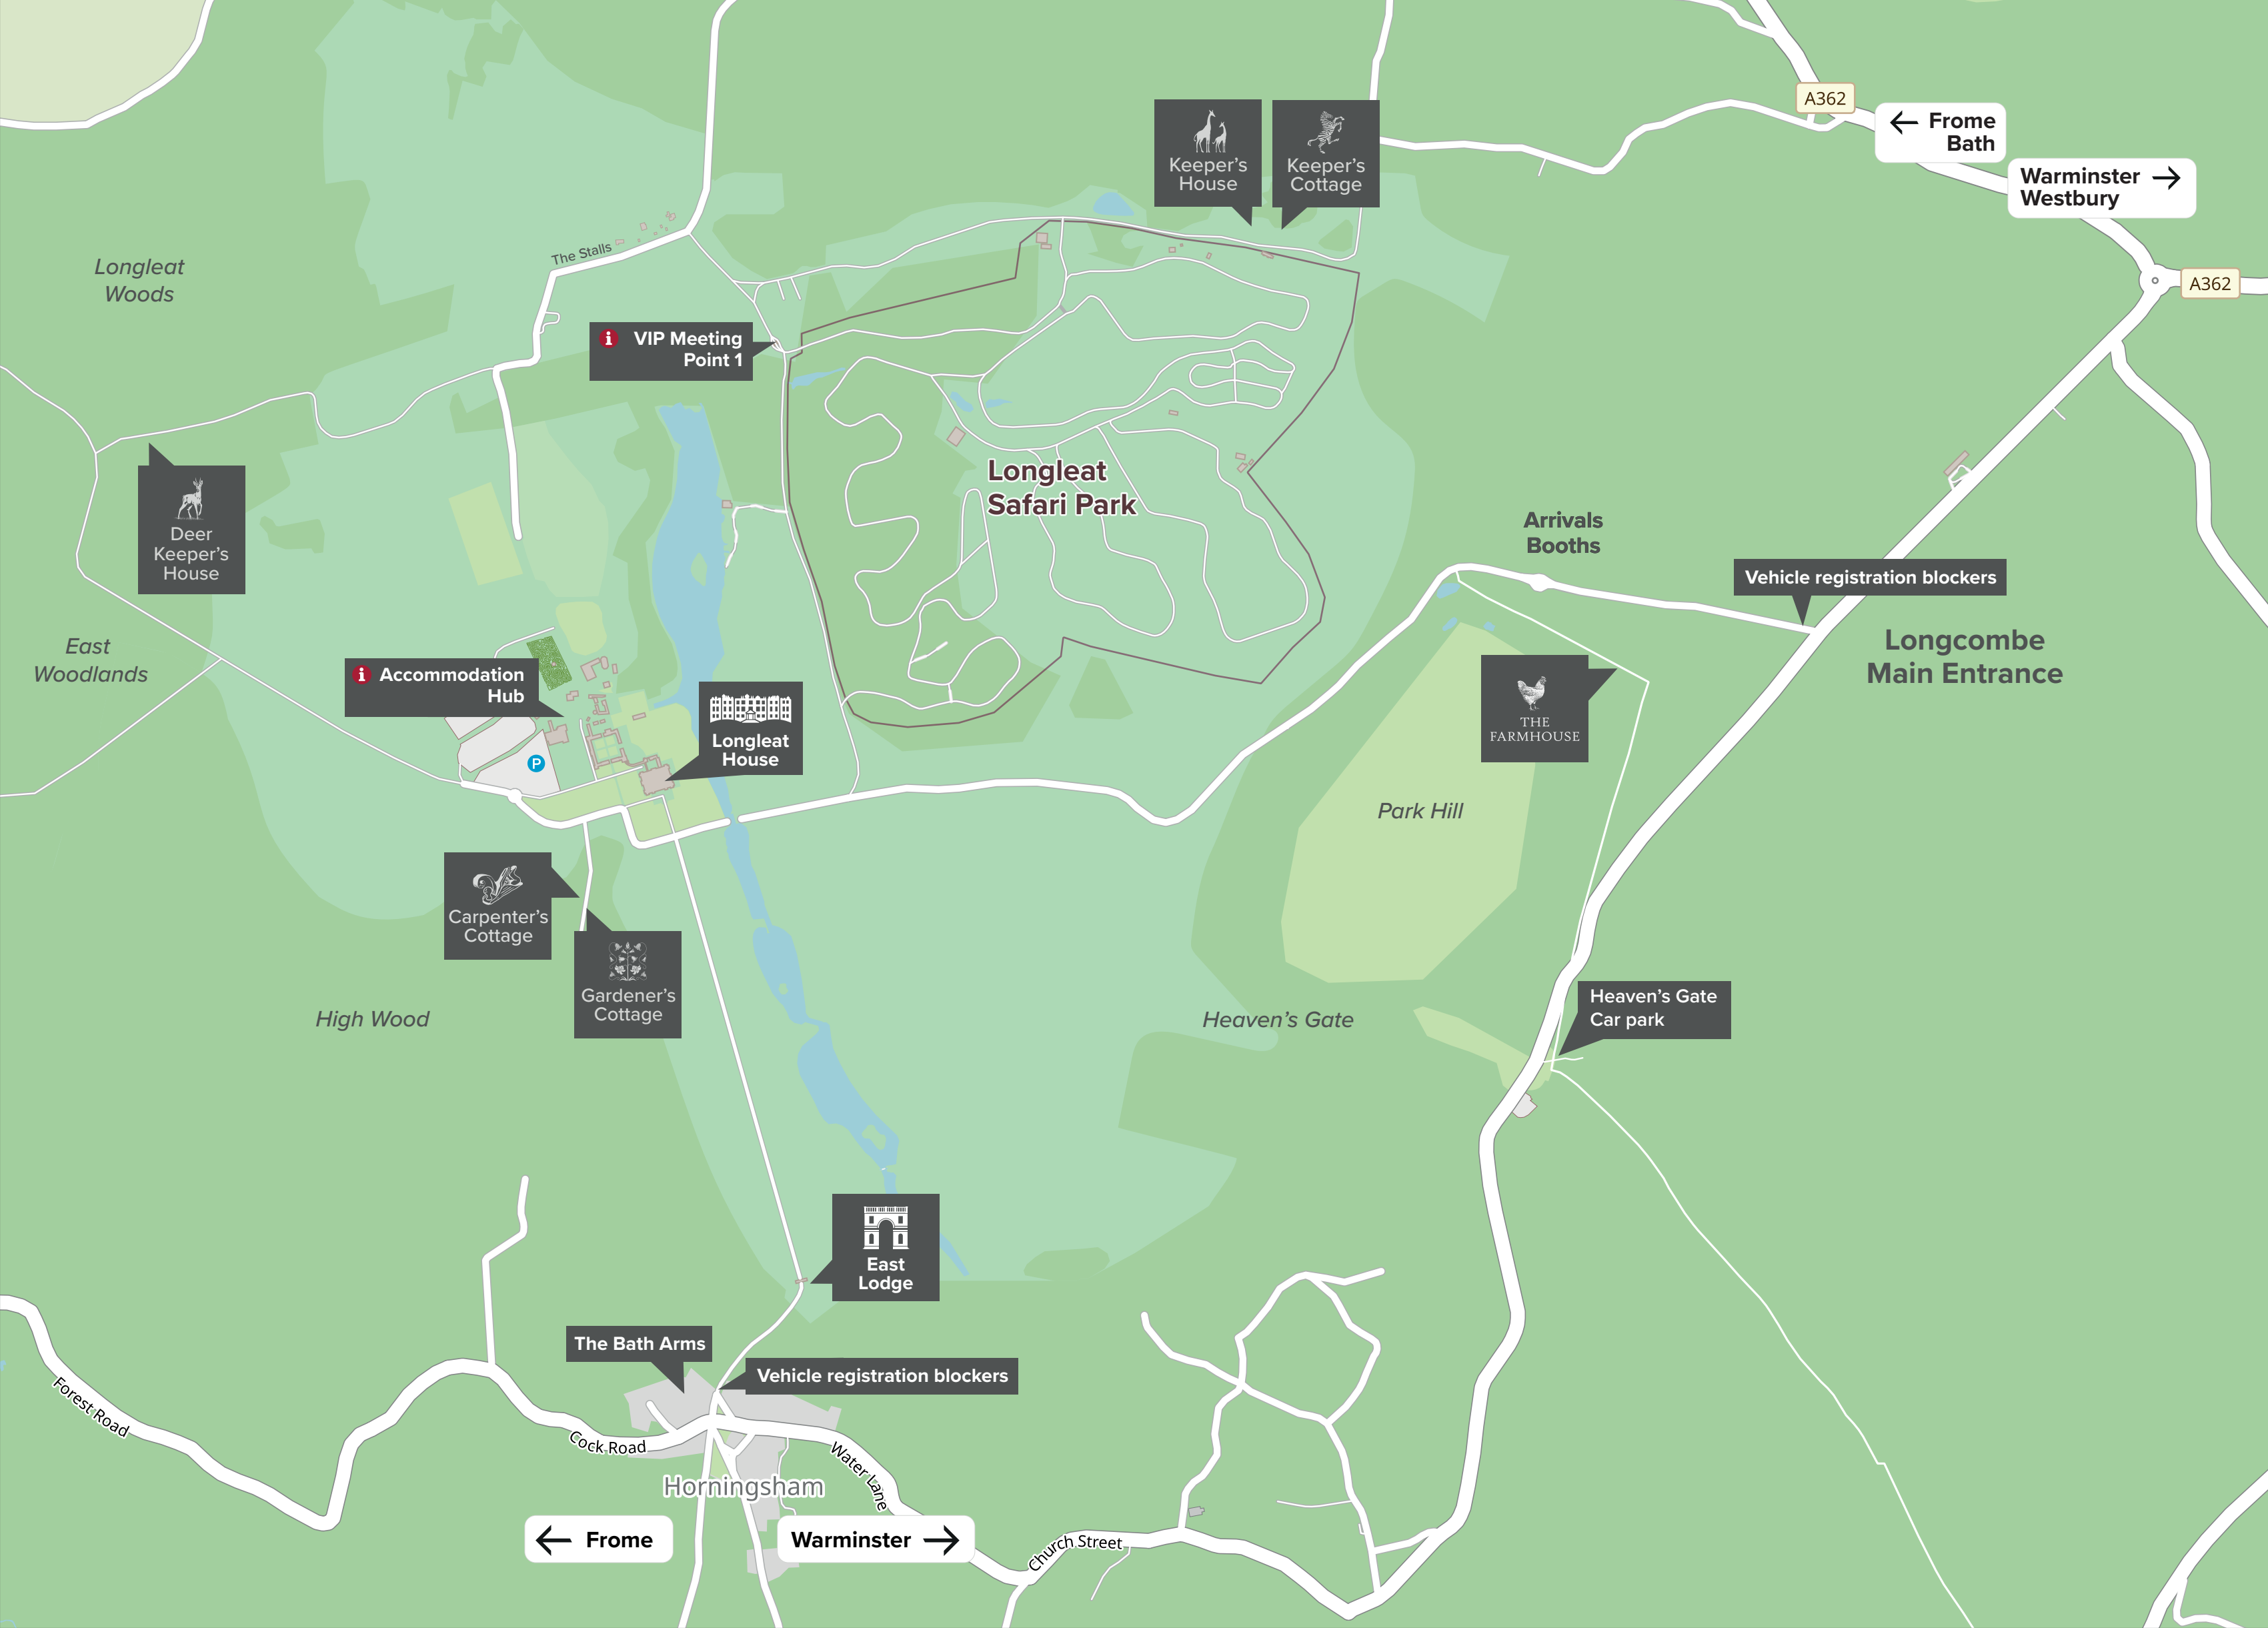 A362
Frome
Bath
Warminster
Westbury
Keeper's
House
Keeper's
Cottage
The Stalls
Longleat
Woods
A362
VIP Meeting
Point 1
Longleat
Safari Park
Deer
Keeper's
House
Arrivals
Booths
Vehicle registration blockers
Longcombe
Main Entrance
East
Woodlands
Accommodation
Hub
P
Longleat
House
THE
FARMHOUSE
Park Hill
Carpenter's
Cottage
Gardener's
Cottage
High Wood
Heaven's Gate
Heaven's Gate
Car park
East
Lodge
The Bath Arms
Vehicle registration blockers
Forest Road
Cock Road
Water Lane
Horningsham
Frome
Warminster
Church Street